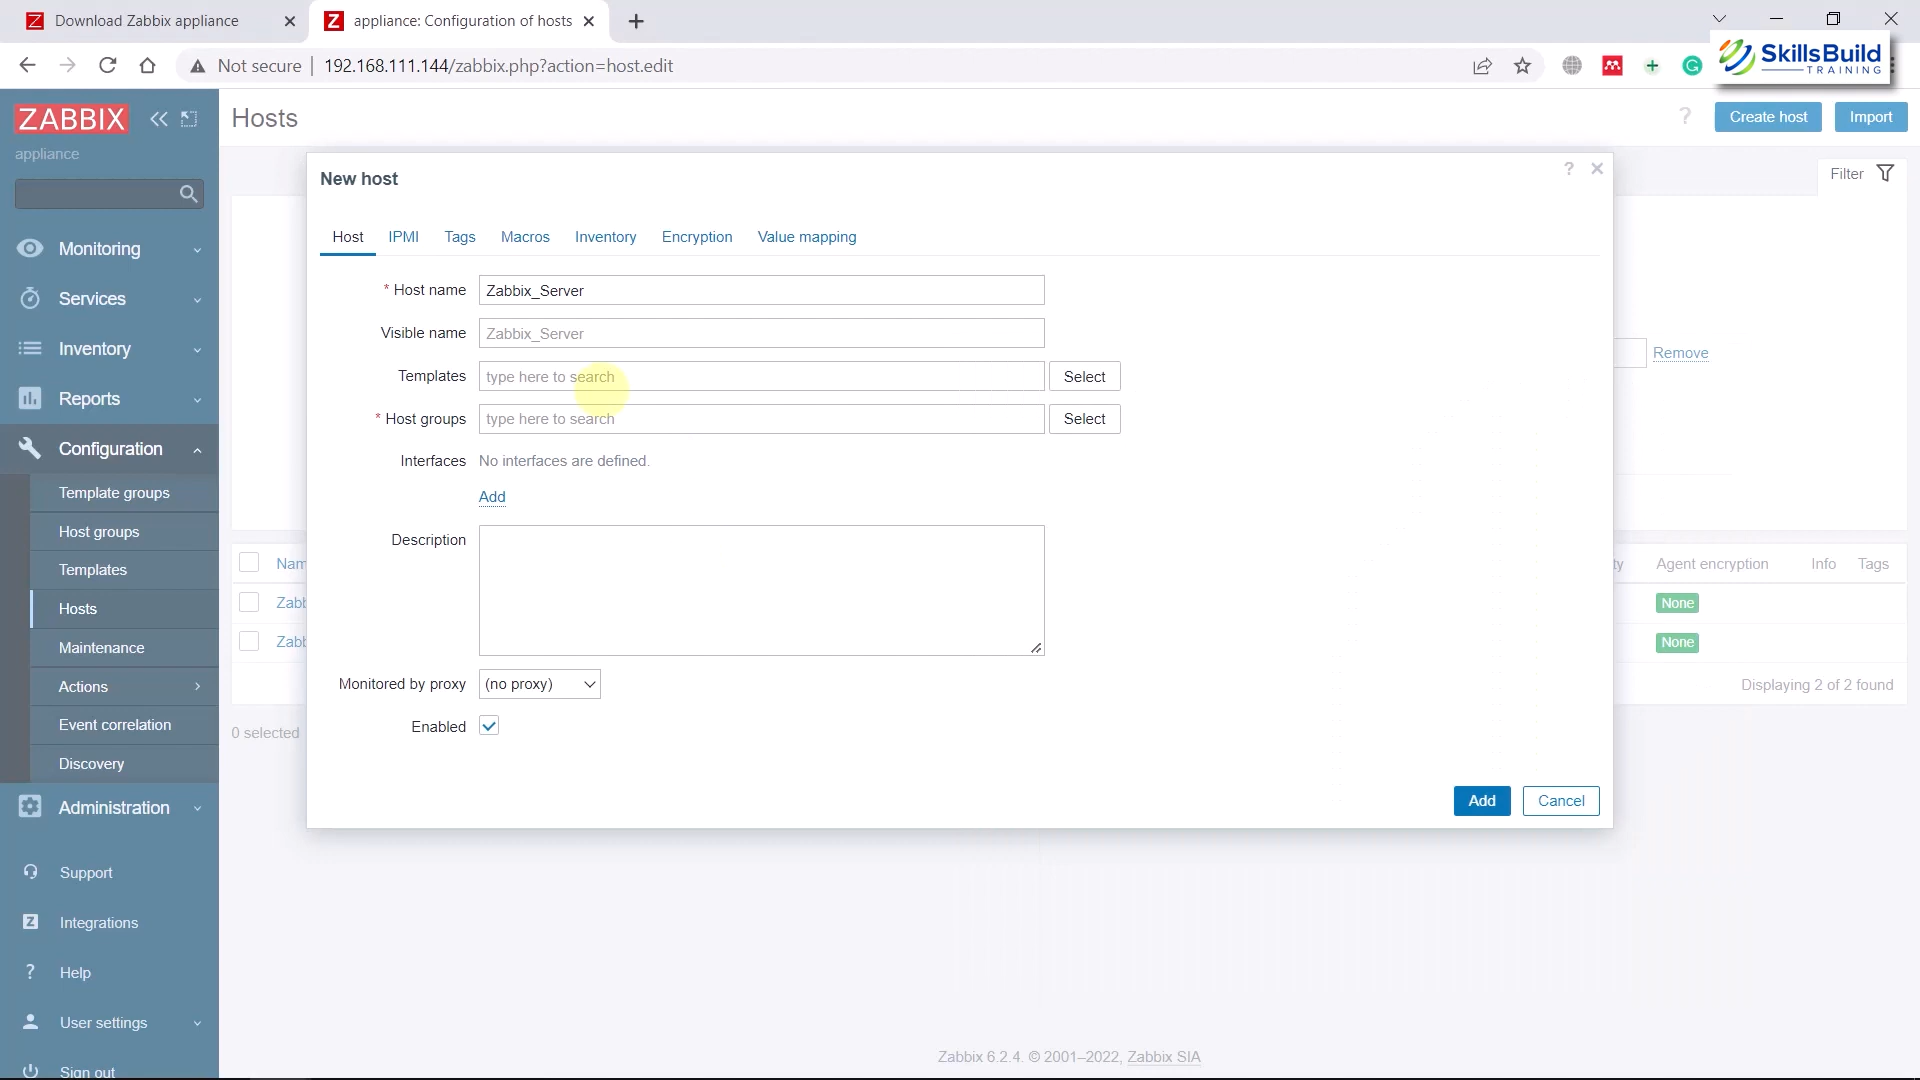 Download Zabbix appliance
appliance: Configuration of hosts
Not secure
192.168.111.144/zabbix.php?action=host.edit
SkillsBuild
TRAINING
ZABBIX
appliance
Hosts
?
Create host
Import
Filter
New host
?
Host
IPMI
Tags
Macros
Inventory
Encryption
Value mapping
* Host name
Zabbix_Server
Visible name
Zabbix_Server
Templates
type here to search
Select
* Host groups
type here to search
Select
Interfaces
No interfaces are defined.
Add
Description
Monitored by proxy
(no proxy)
Enabled
Add
Cancel
Remove
Monitoring
Services
Inventory
Reports
Configuration
Template groups
Host groups
Templates
Hosts
Maintenance
Actions
Event correlation
Discovery
Administration
Support
Integrations
Help
User settings
Sign out
Agent encryption
Info
Tags
None
None
Displaying 2 of 2 found
0 selected
Zabbix 6.2.4. © 2001–2022, Zabbix SIA